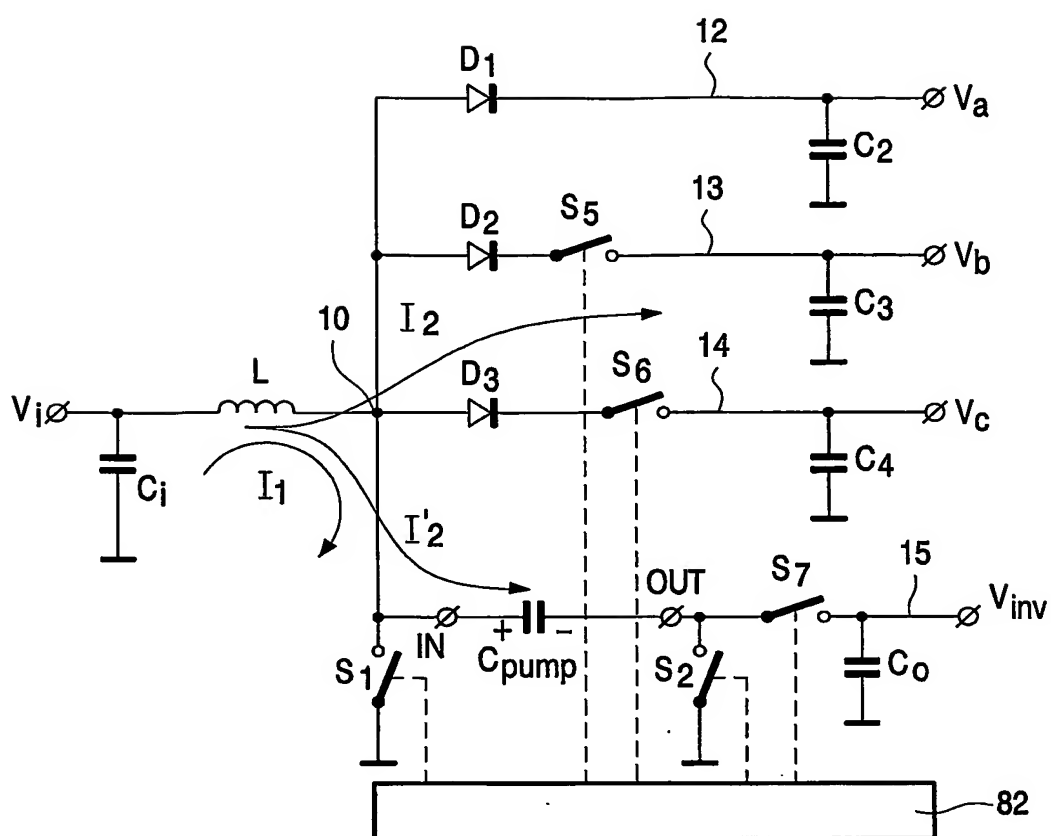 12
D1
Va
C2
13
S5
D2
Vb
C3
10
I2
14
S6
D3
L
Vi
Vc
C4
Ci
I1
I'2
S7
15
OUT
Vinv
+ -
IN
Cpump
S1
S2
Co
82